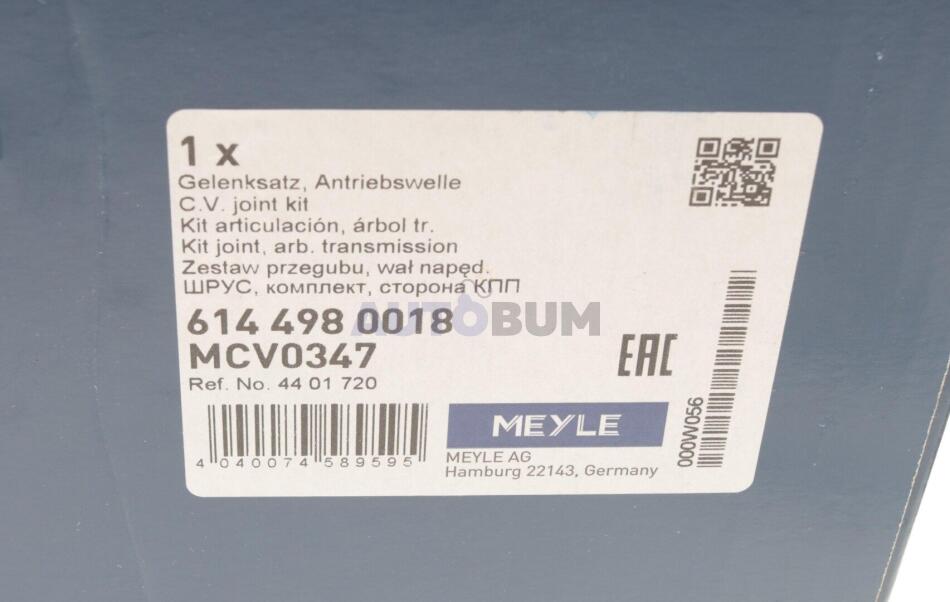 1 x
Gelenksatz, Antriebswelle
C.V. joint kit
Kit articulación, árbol tr.
Kit joint, arb. transmission
Zestaw przegubu, wał napęd.
ШРУС, комплект, сторона КПП
AUTOBUM
614 498 0018
MCV0347
Ref. No. 44 01 720
EAC
4 040074 589595
MEYLE
MEYLE AG
Hamburg 22143, Germany
000W056